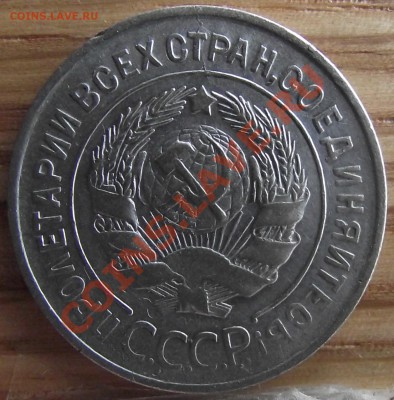 COINS.LAVE.RU
ПРОЛЕТАРИИ ВСЕХ СТРАН, СОЕДИНЯЙТЕСЬ!
С.С.С.Р.
COINS.LAVE.RU